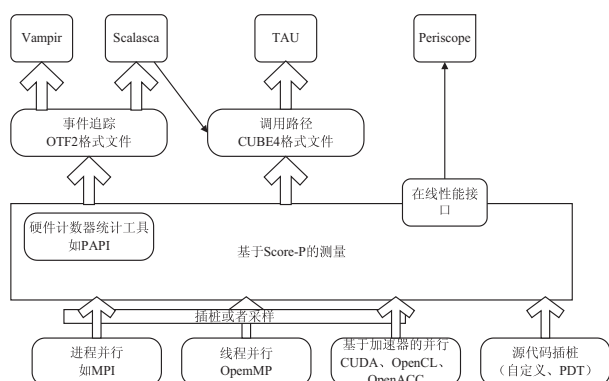 Vampir
Scalasca
TAU
Periscope
事件追踪
OTF2格式文件
调用路径
CUBE4格式文件
在线性能接
口
硬件计数器统计工具
如PAPI
基于Score-P的测量
插桩或者采样
进程并行
如MPI
线程并行
OpemMP
基于加速器的并行
CUDA、OpenCL、
OpenACC
源代码插桩
（自定义、PDT）